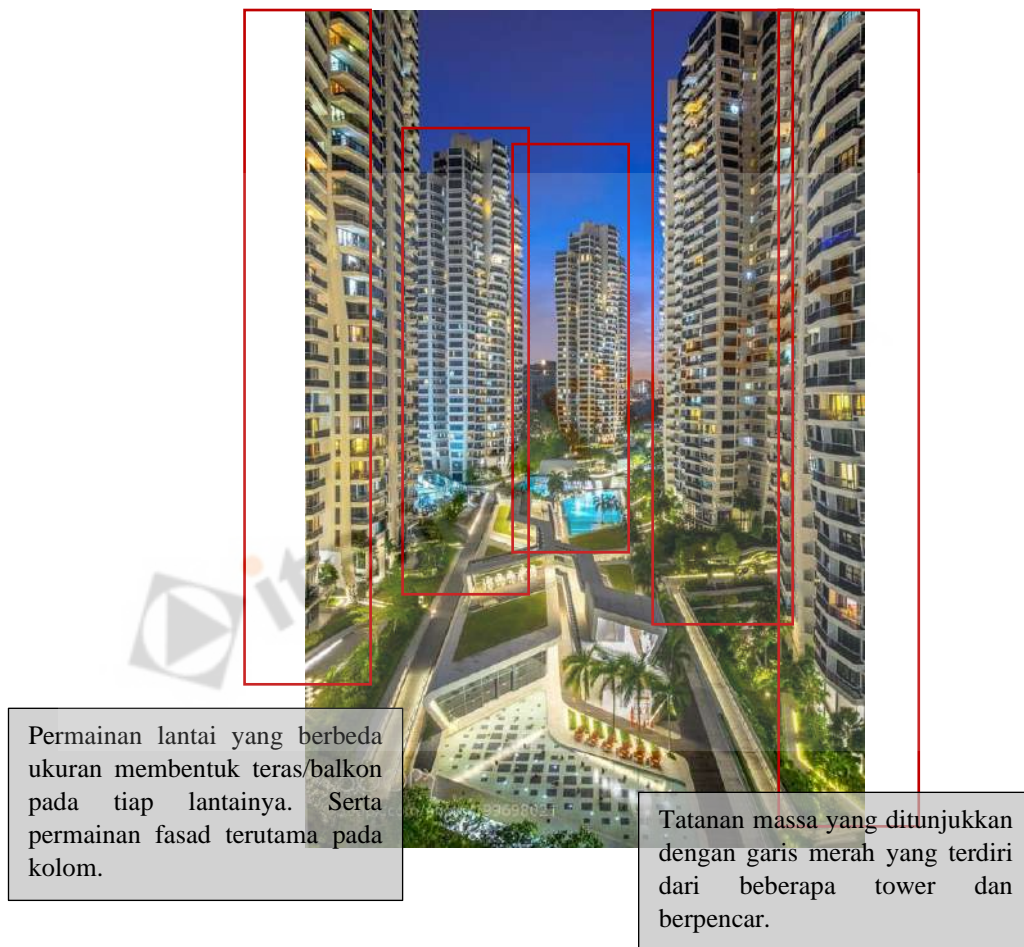 Permainan lantai yang berbeda
ukuran membentuk teras/balkon
pada tiap lantainya. Serta
permainan fasad terutama pada
kolom.
Tatanan massa yang ditunjukkan
dengan garis merah yang terdiri
dari beberapa tower dan
berpencar.